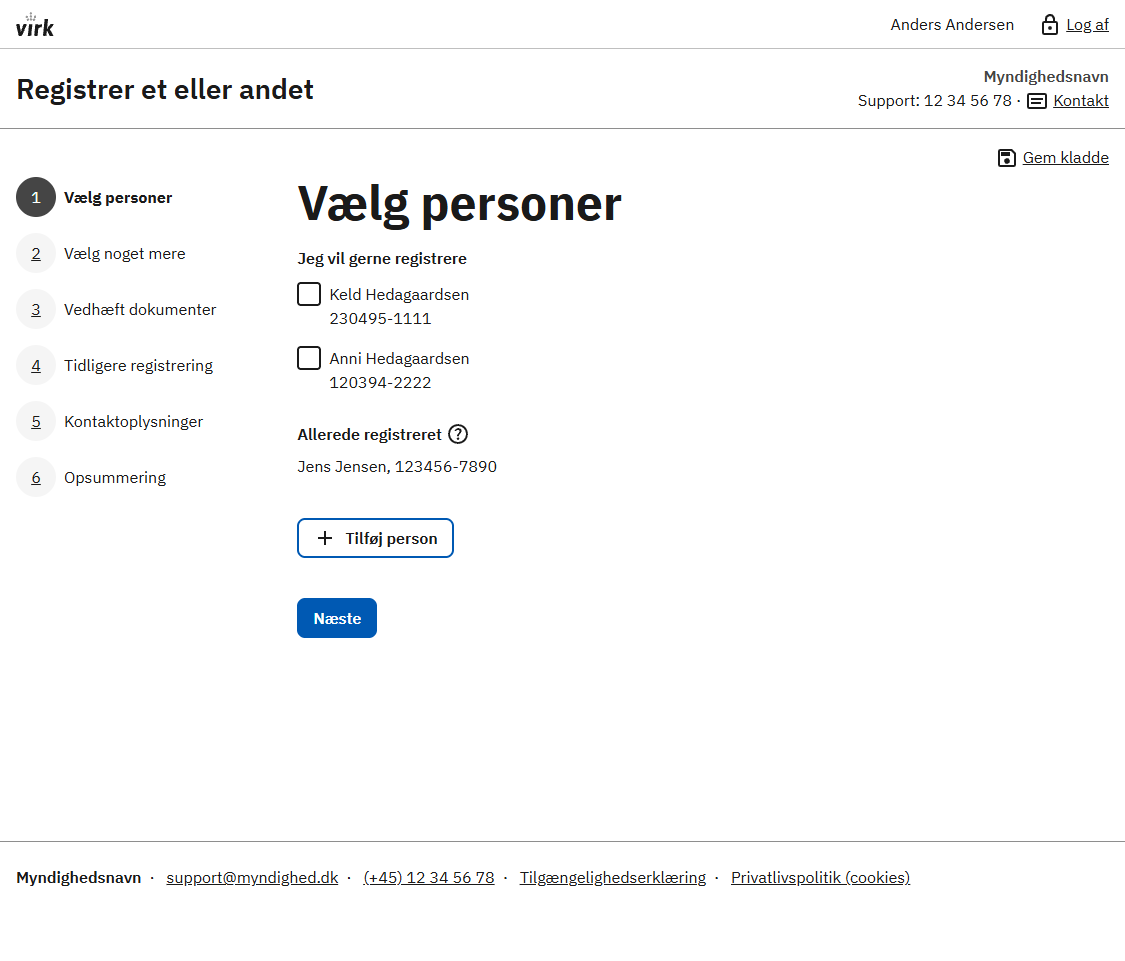 virk
Anders Andersen Log af
Registrer et eller andet
Myndighedsnavn
Support: 12 34 56 78 · Kontakt
Gem kladde
1 Vælg personer
2 Vælg noget mere
3 Vedhæft dokumenter
4 Tidligere registrering
5 Kontaktoplysninger
6 Opsummering
Vælg personer
Jeg vil gerne registrere
Keld Hedagaardsen
230495-1111
Anni Hedagaardsen
120394-2222
Allerede registreret ?
Jens Jensen, 123456-7890
+ Tilføj person
Næste
Myndighedsnavn · support@myndighed.dk · (+45) 12 34 56 78 · Tilgængelighedserklæring · Privatlivspolitik (cookies)